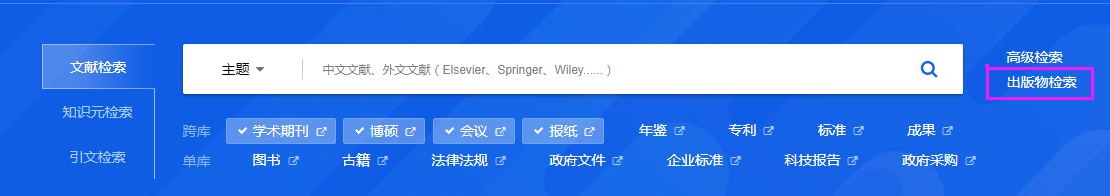 文献检索
知识元检索
引文检索
主题
中文文献、外文文献（Elsevier、Springer、Wiley......）
高级检索
出版物检索
跨库 学术期刊 博硕 会议 报纸 年鉴 专利 标准 成果
单库 图书 古籍 法律法规 政府文件 企业标准 科技报告 政府采购